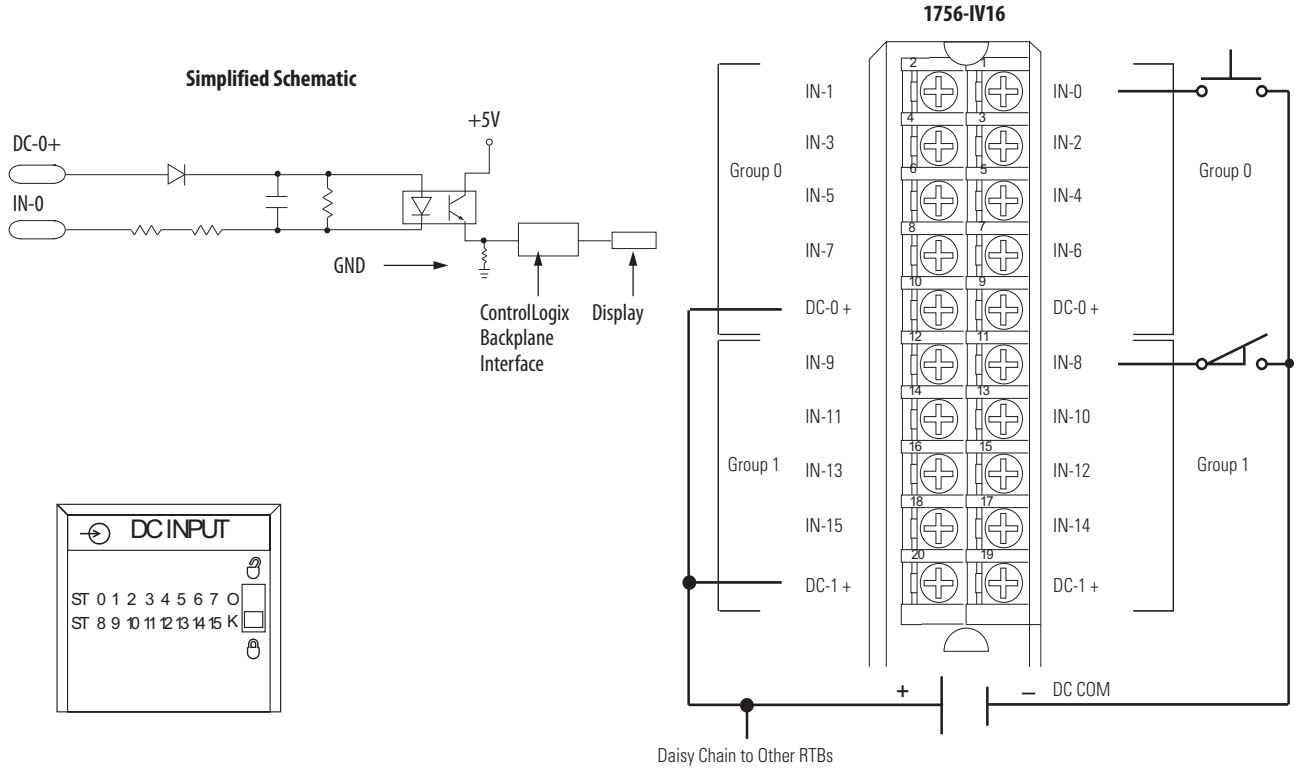 1756-IV16
Simplified Schematic
DC-0+
IN-0
+5V
GND
ControlLogix
Backplane
Interface
Display
DC INPUT
ST 0 1 2 3 4 5 6 7 O
ST 8 9 10 11 12 13 14 15 K
Group 0
Group 1
IN-1
IN-3
IN-5
IN-7
DC-0 +
IN-9
IN-11
IN-13
IN-15
DC-1 +
2 1
4 3
6 5
8 7
10 9
12 11
14 13
16 15
18 17
20 19
IN-0
IN-2
IN-4
IN-6
DC-0 +
IN-8
IN-10
IN-12
IN-14
DC-1 +
Group 0
Group 1
+ – DC COM
Daisy Chain to Other RTBs